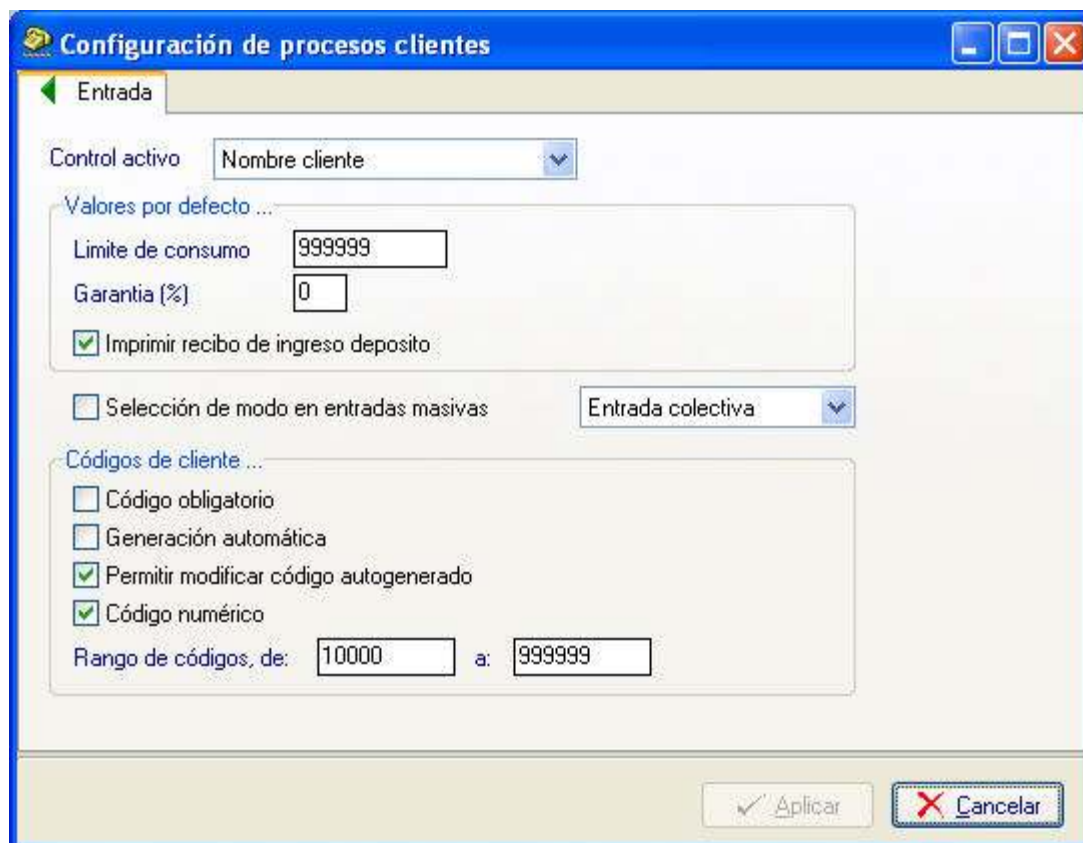 Configuración de procesos clientes
Entrada
Control activo Nombre cliente
Valores por defecto ...
Limite de consumo 999999
Garantia (%) 0
Imprimir recibo de ingreso deposito
Selección de modo en entradas masivas Entrada colectiva
Códigos de cliente ...
Código obligatorio
Generación automática
Permitir modificar código autogenerado
Código numérico
Rango de códigos, de: 10000 a: 999999
Aplicar Cancelar